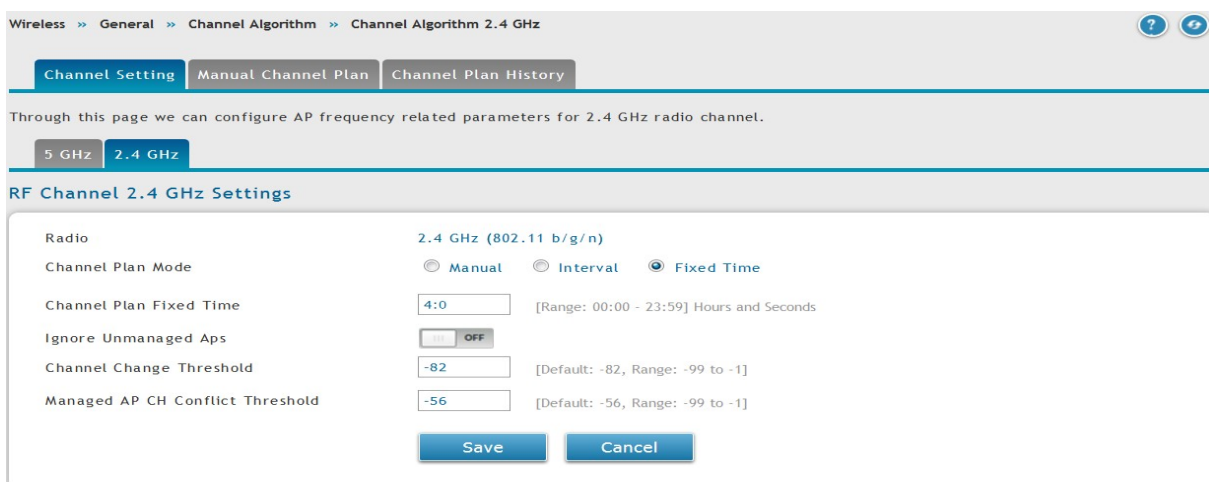 Wireless » General » Channel Algorithm » Channel Algorithm 2.4 GHz
?
Channel Setting Manual Channel Plan Channel Plan History
Through this page we can configure AP frequency related parameters for 2.4 GHz radio channel.
5 GHz 2.4 GHz
RF Channel 2.4 GHz Settings
Radio 2.4 GHz (802.11 b/g/n)
Channel Plan Mode Manual Interval Fixed Time
Channel Plan Fixed Time 4:0 [Range: 00:00 - 23:59] Hours and Seconds
Ignore Unmanaged Aps OFF
Channel Change Threshold -82 [Default: -82, Range: -99 to -1]
Managed AP CH Conflict Threshold -56 [Default: -56, Range: -99 to -1]
Save Cancel